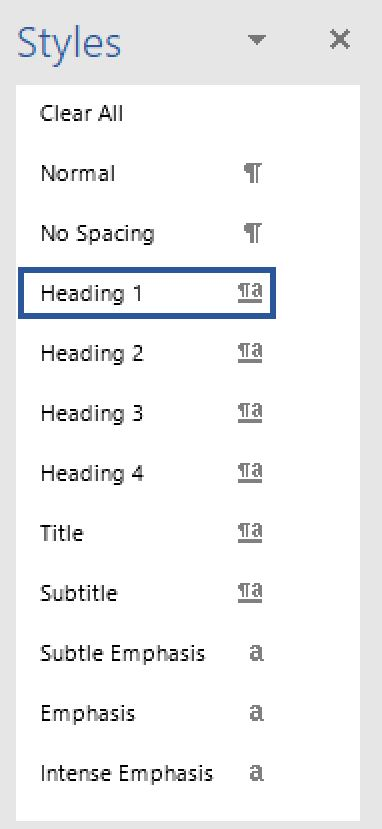 Styles
Clear All
Normal ¶
No Spacing ¶
Heading 1 ¶a
Heading 2 ¶a
Heading 3 ¶a
Heading 4 ¶a
Title ¶a
Subtitle ¶a
Subtle Emphasis a
Emphasis a
Intense Emphasis a